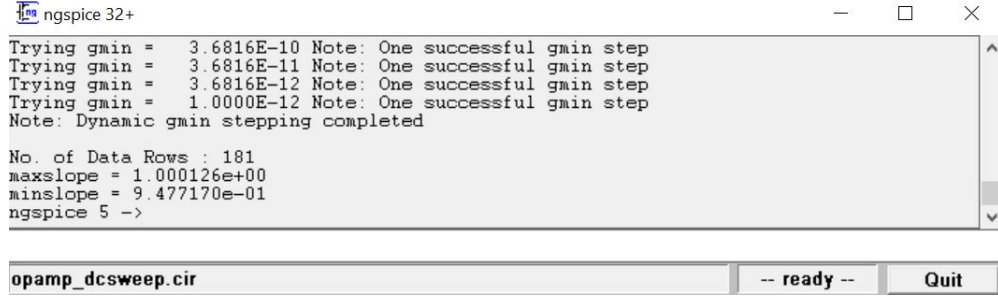 ngspice 32+
Trying gmin =   3.6816E-10 Note: One successful gmin step
Trying gmin =   3.6816E-11 Note: One successful gmin step
Trying gmin =   3.6816E-12 Note: One successful gmin step
Trying gmin =   1.0000E-12 Note: One successful gmin step
Note: Dynamic gmin stepping completed
No. of Data Rows : 181
maxslope = 1.000126e+00
minslope = 9.477170e-01
ngspice 5 ->
opamp_dcsweep.cir
-- ready --
Quit